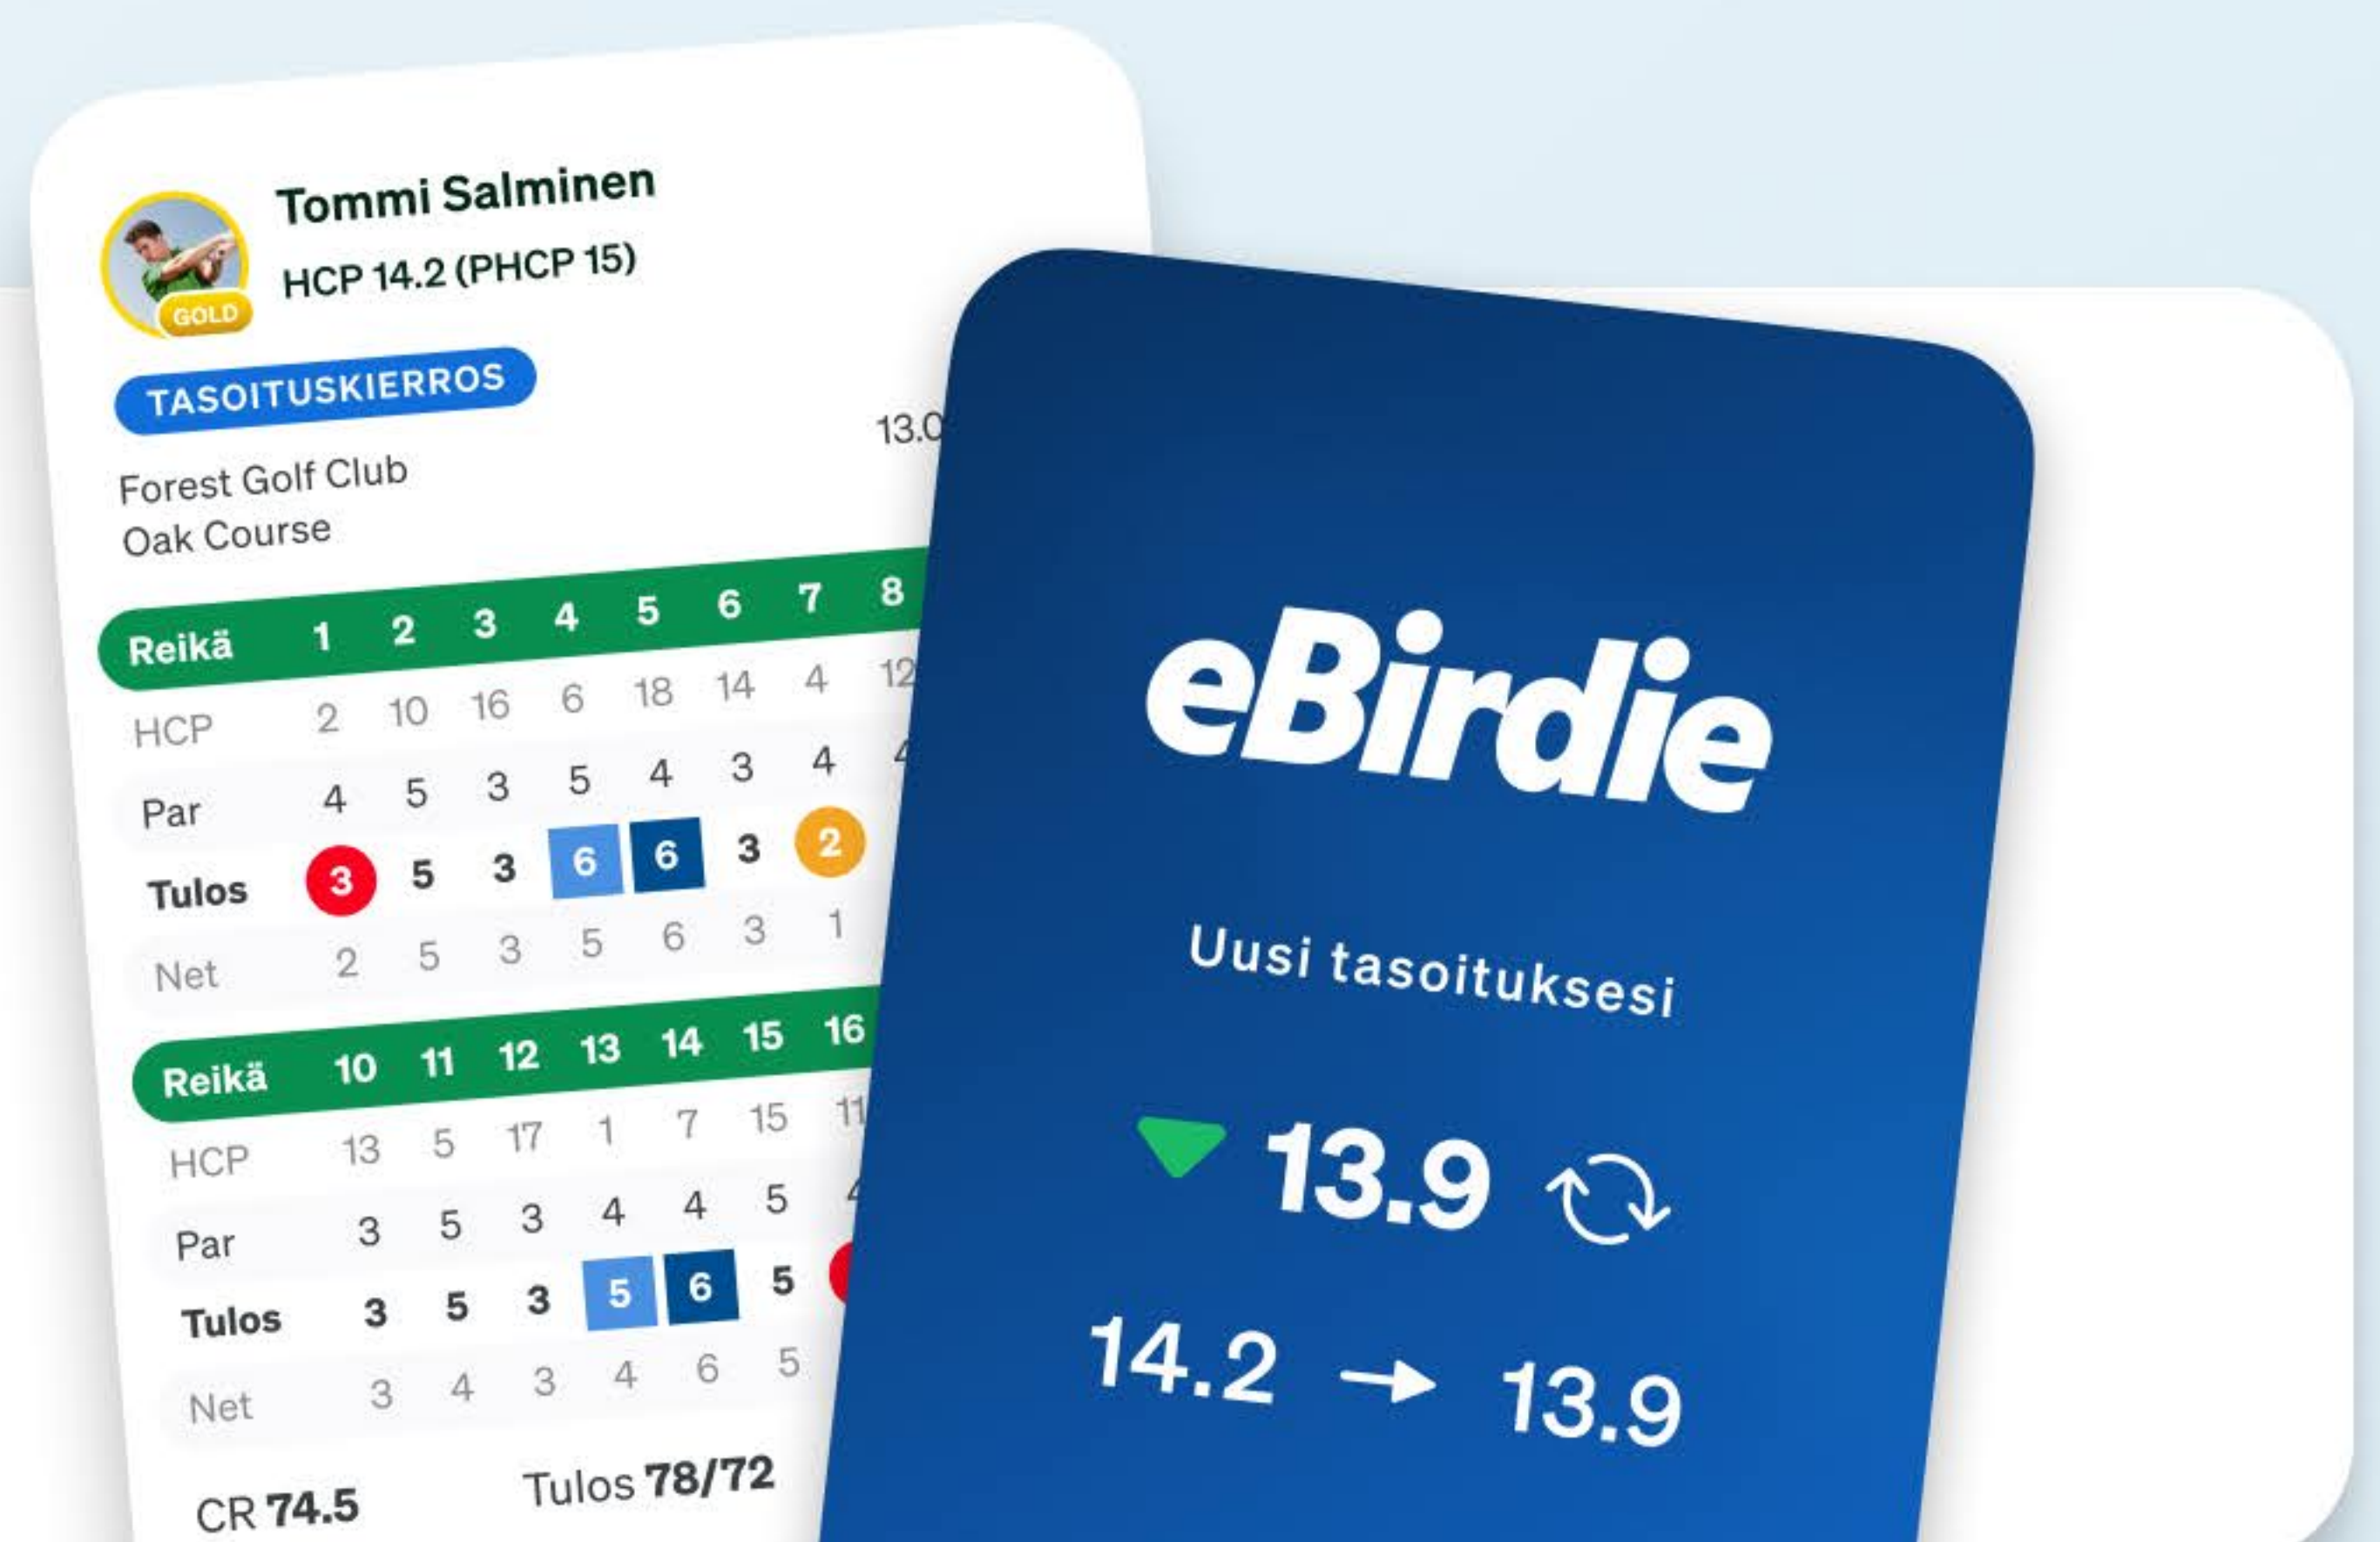 Tommi Salminen
HCP 14.2 (PHCP 15)
GOLD
TASOITUSKIERROS
13.0
Forest Golf Club
Oak Course
Reikä 1 2 3 4 5 6 7 8
HCP 2 10 16 6 18 14 4 12
Par 4 5 3 5 4 3 4
Tulos 3 5 3 6 6 3 2
Net 2 5 3 5 6 3 1
Reikä 10 11 12 13 14 15 16
HCP 13 5 17 1 7 15 11
Par 3 5 3 4 4 5
Tulos 3 5 3 5 6 5
Net 3 4 3 4 6 5
CR 74.5 Tulos 78/72
eBirdie
Uusi tasoituksesi
13.9
14.2 → 13.9